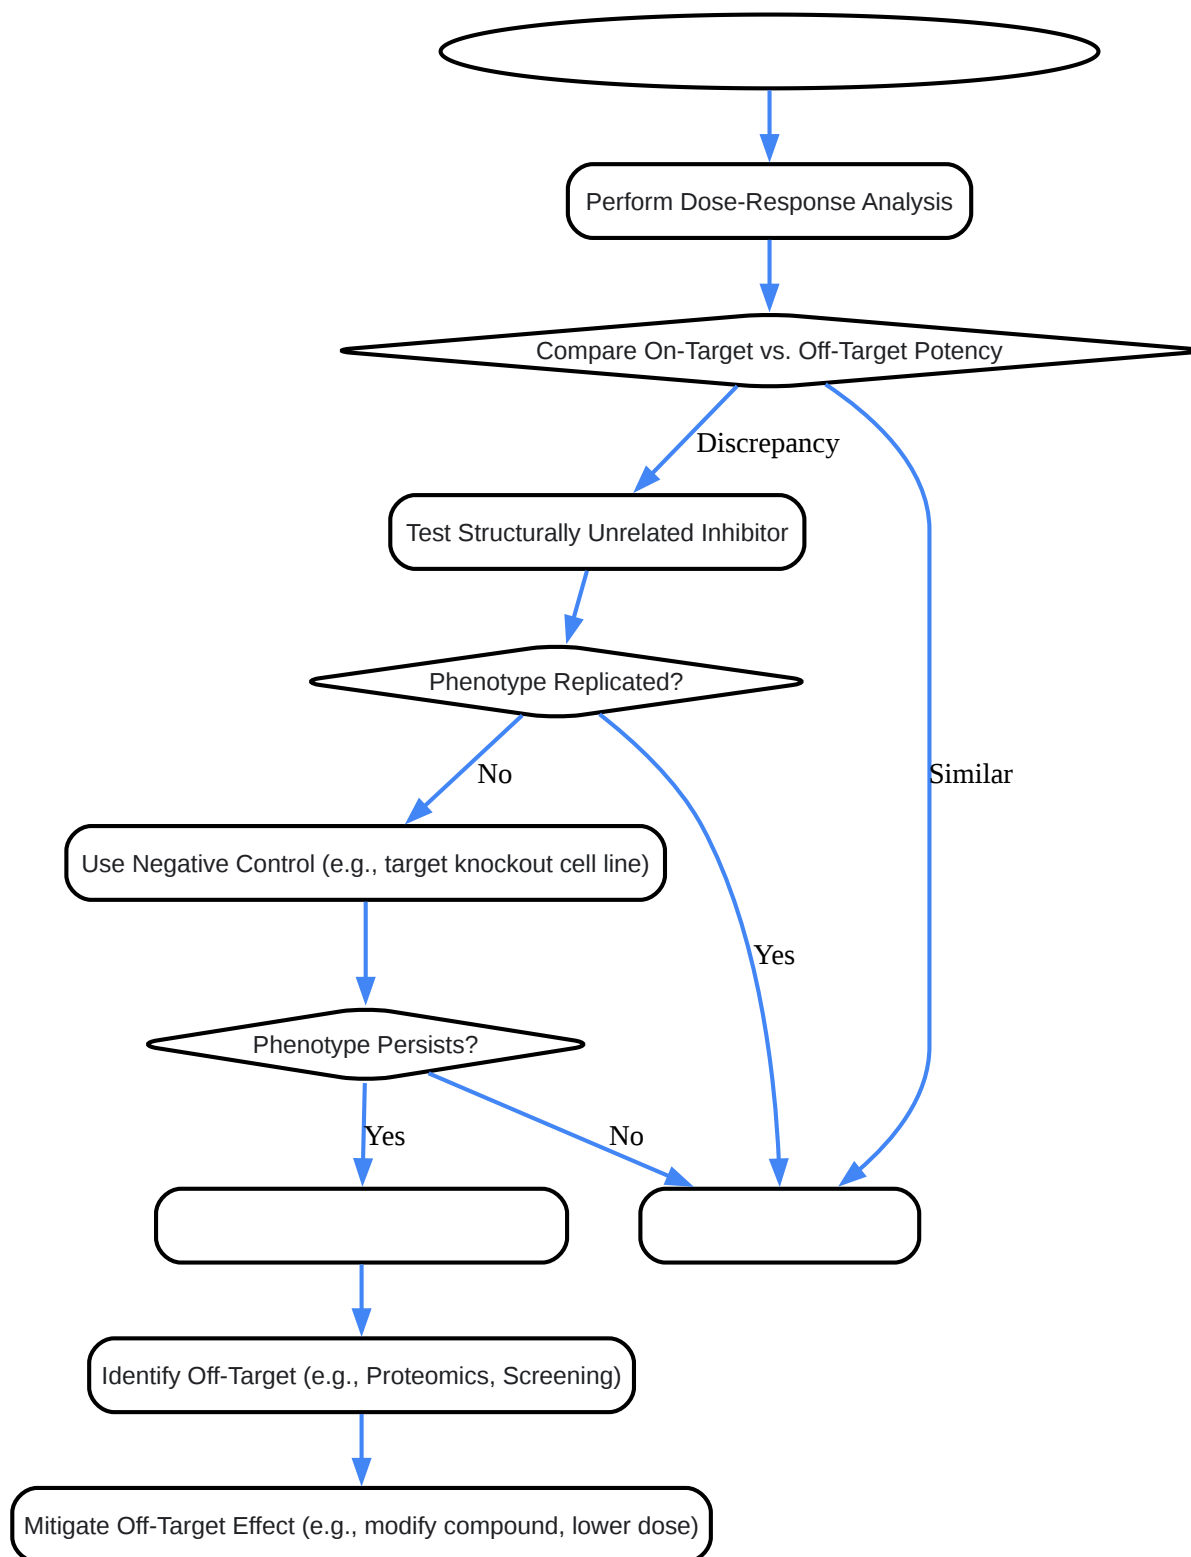 Perform Dose-Response Analysis
Compare On-Target vs. Off-Target Potency
Discrepancy
Test Structurally Unrelated Inhibitor
Phenotype Replicated?
No
Similar
Use Negative Control (e.g., target knockout cell line)
Yes
Phenotype Persists?
Yes
No
Identify Off-Target (e.g., Proteomics, Screening)
Mitigate Off-Target Effect (e.g., modify compound, lower dose)